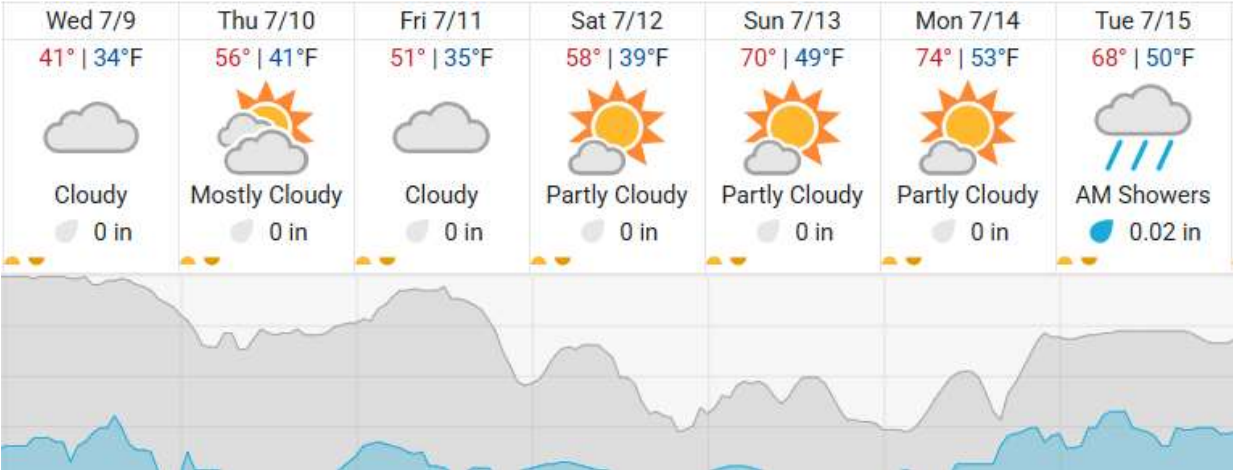 Wed 7/9 Thu 7/10 Fri 7/11 Sat 7/12 Sun 7/13 Mon 7/14 Tue 7/15
41° | 34°F 56° | 41°F 51° | 35°F 58° | 39°F 70° | 49°F 74° | 53°F 68° | 50°F
Cloudy Mostly Cloudy Cloudy Partly Cloudy Partly Cloudy Partly Cloudy AM Showers
0 in 0 in 0 in 0 in 0 in 0 in 0.02 in